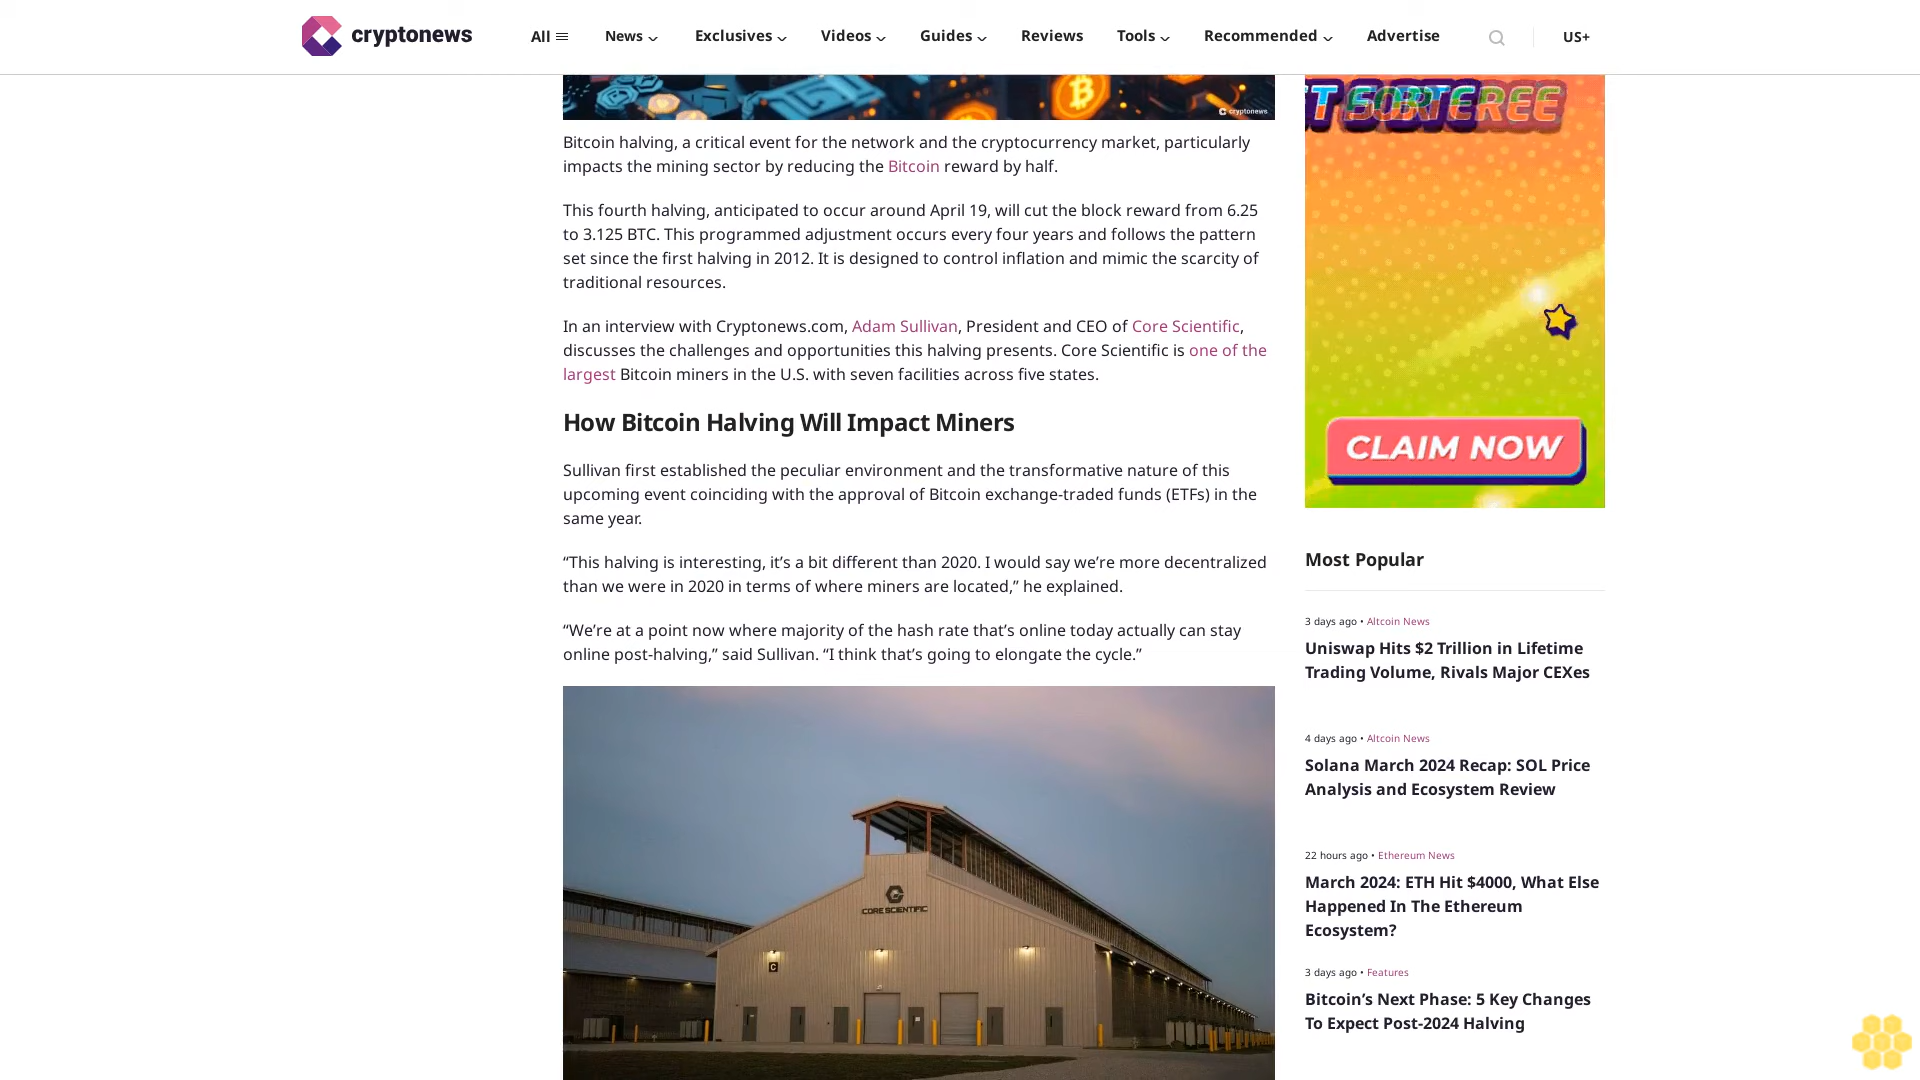 cryptonews
All
News
Exclusives
Videos
Guides
Reviews
Tools
Recommended
Advertise
US+
cryptonews
Bitcoin halving, a critical event for the network and the cryptocurrency market, particularly
impacts the mining sector by reducing the Bitcoin reward by half.
This fourth halving, anticipated to occur around April 19, will cut the block reward from 6.25
to 3.125 BTC. This programmed adjustment occurs every four years and follows the pattern
set since the first halving in 2012. It is designed to control inflation and mimic the scarcity of
traditional resources.
In an interview with Cryptonews.com, Adam Sullivan, President and CEO of Core Scientific,
discusses the challenges and opportunities this halving presents. Core Scientific is one of the
largest Bitcoin miners in the U.S. with seven facilities across five states.
How Bitcoin Halving Will Impact Miners
Sullivan first established the peculiar environment and the transformative nature of this
upcoming event coinciding with the approval of Bitcoin exchange-traded funds (ETFs) in the
same year.
“This halving is interesting, it’s a bit different than 2020. I would say we’re more decentralized
than we were in 2020 in terms of where miners are located,” he explained.
“We’re at a point now where majority of the hash rate that’s online today actually can stay
online post-halving,” said Sullivan. “I think that’s going to elongate the cycle.”
CORE SCIENTIFIC
C
CLAIM NOW
Most Popular
3 days ago • Altcoin News
Uniswap Hits $2 Trillion in Lifetime
Trading Volume, Rivals Major CEXes
4 days ago • Altcoin News
Solana March 2024 Recap: SOL Price
Analysis and Ecosystem Review
22 hours ago • Ethereum News
March 2024: ETH Hit $4000, What Else
Happened In The Ethereum
Ecosystem?
3 days ago • Features
Bitcoin’s Next Phase: 5 Key Changes
To Expect Post-2024 Halving